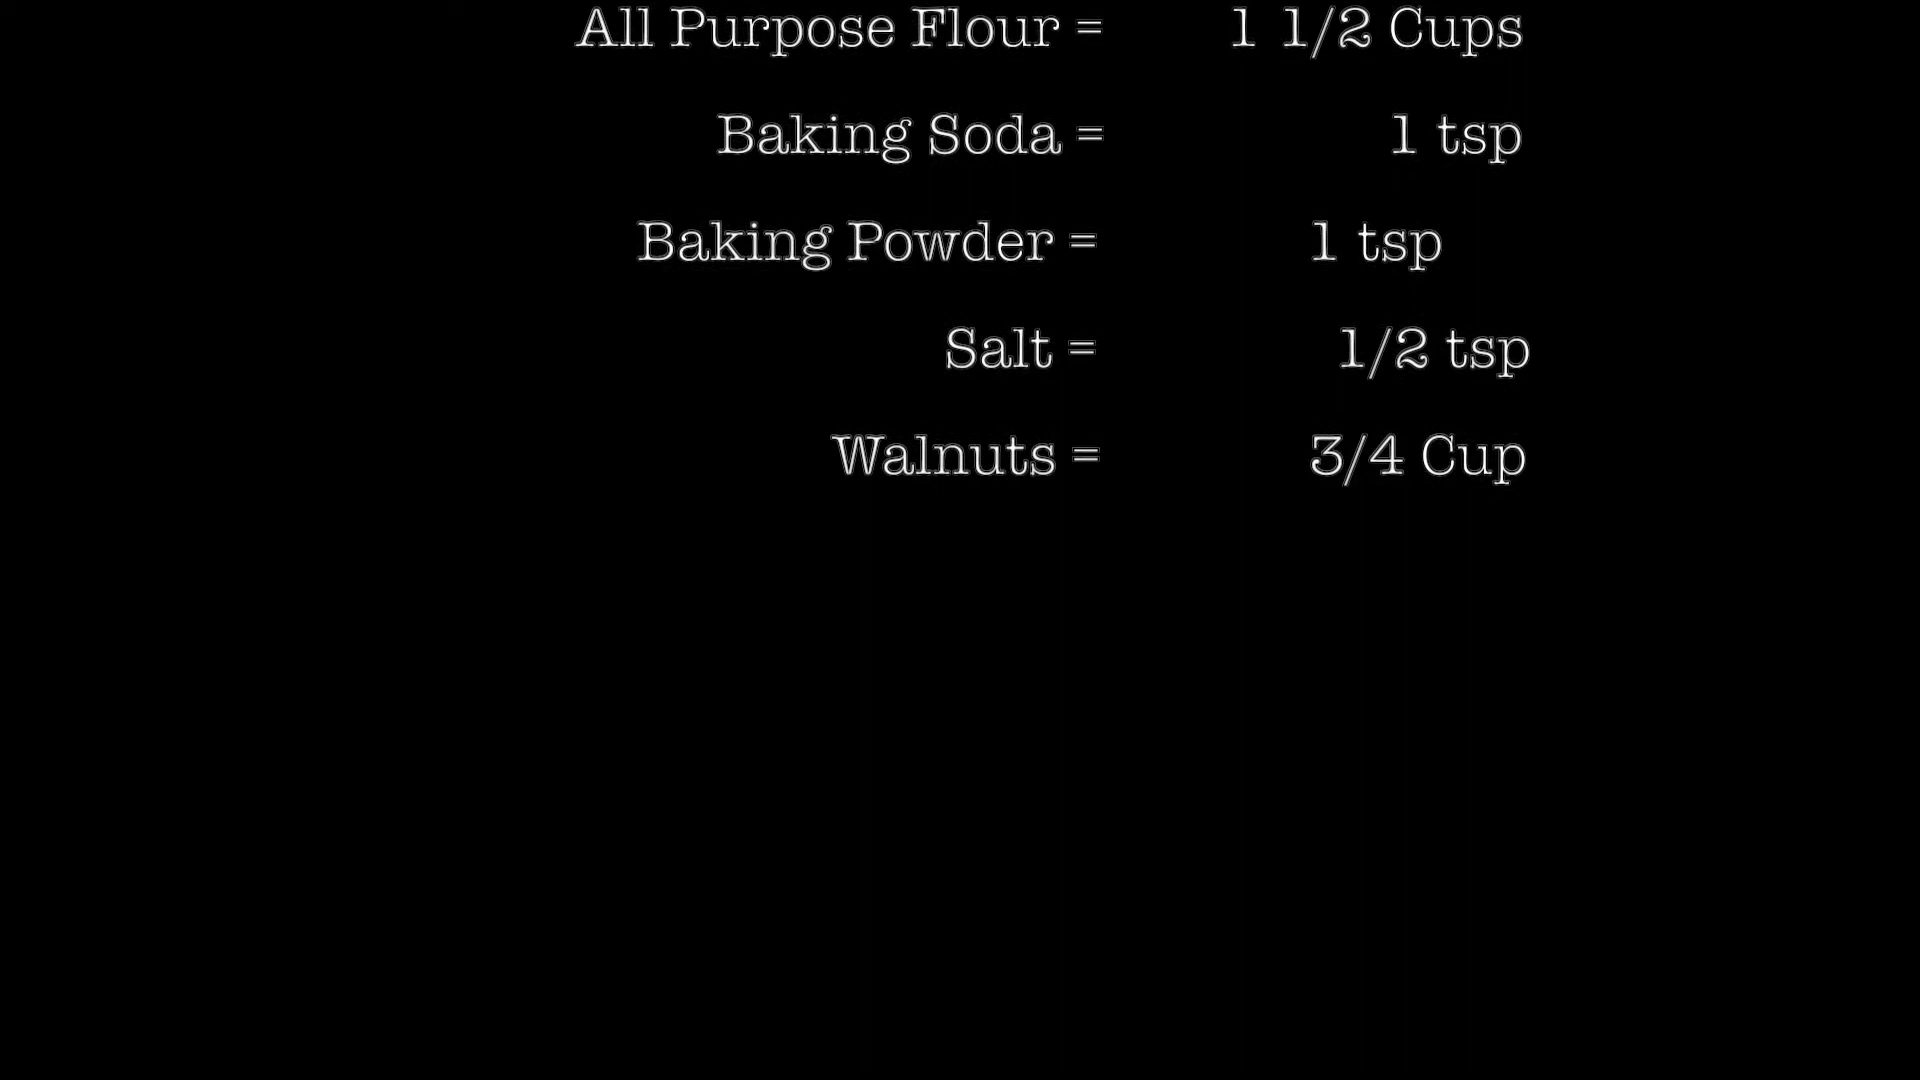 All Purpose Flour = 1 1/2 Cups
Baking Soda = 1 tsp
Baking Powder = 1 tsp
Salt = 1/2 tsp
Walnuts = 3/4 Cup